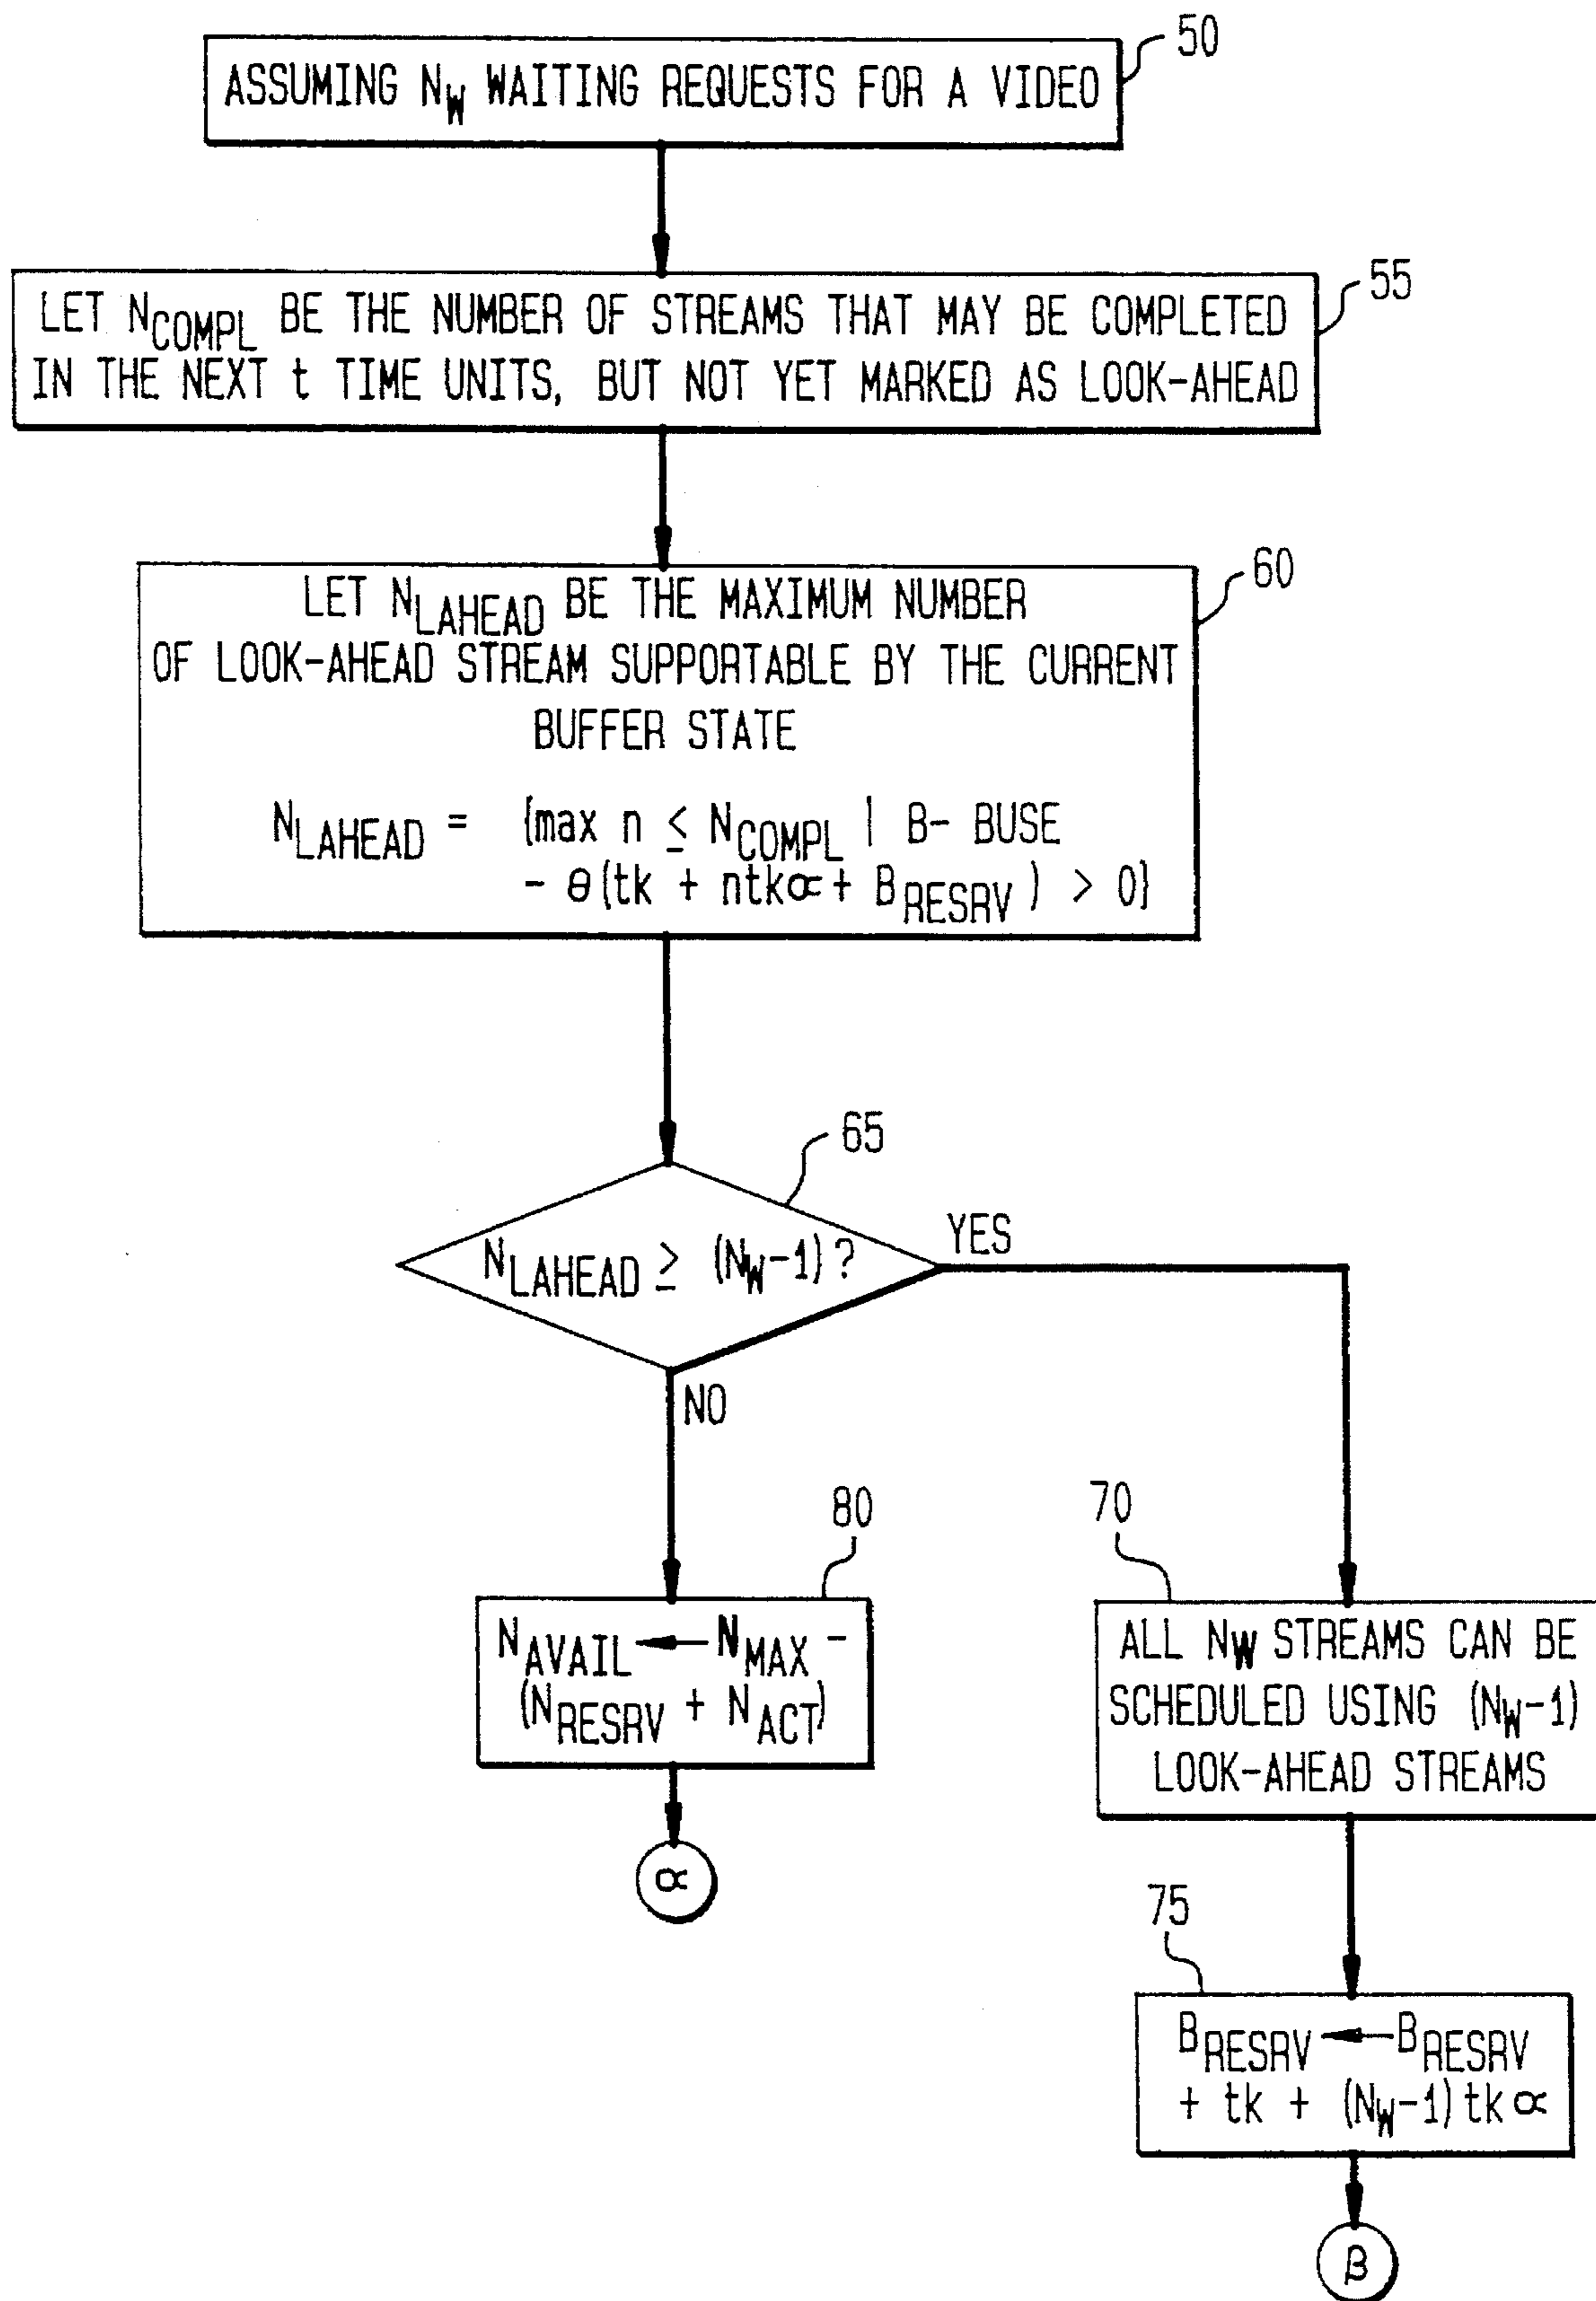 50
ASSUMING N_W WAITING REQUESTS FOR A VIDEO
55
LET N_COMPL BE THE NUMBER OF STREAMS THAT MAY BE COMPLETED
IN THE NEXT t TIME UNITS, BUT NOT YET MARKED AS LOOK-AHEAD
60
LET N_LAHEAD BE THE MAXIMUM NUMBER
OF LOOK-AHEAD STREAM SUPPORTABLE BY THE CURRENT
BUFFER STATE
N_LAHEAD = {max n ≤ N_COMPL | B- BUSE
- θ(tk + ntk∝ + B_RESRV) > 0}
65
N_LAHEAD ≥ (N_W-1)?
YES
NO
80
N_AVAIL ← N_MAX -
(N_RESRV + N_ACT)
∝
70
ALL N_W STREAMS CAN BE
SCHEDULED USING (N_W-1)
LOOK-AHEAD STREAMS
75
B_RESRV ← B_RESRV
+ tk + (N_W-1)tk∝
β